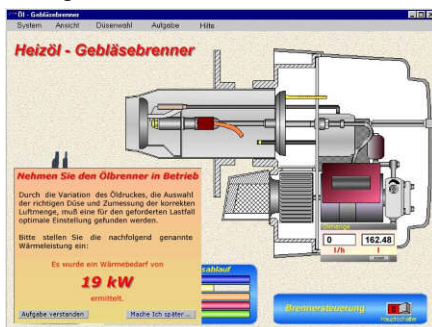 Öl - Gebläsebrenner
System Ansicht Düsenwahl Aufgabe Hilfe
Heizöl - Gebläsebrenner
Nehmen Sie den Ölbrenner in Betrieb
Durch die Variation des Öldruckes, die Auswahl
der richtigen Düse und Zumessung der korrekten
Luftmenge, muß eine für den geforderten Lastfall
optimale Einstellung gefunden werden.
Bitte stellen Sie die nachfolgend genannte
Wärmeleistung ein:
Es wurde ein Wärmebedarf von
19 kW
ermittelt.
Aufgabe verstanden Mache Ich später ...
sablauf
0 162.48
l/h l
Brennersteuerung
Hauptschalter